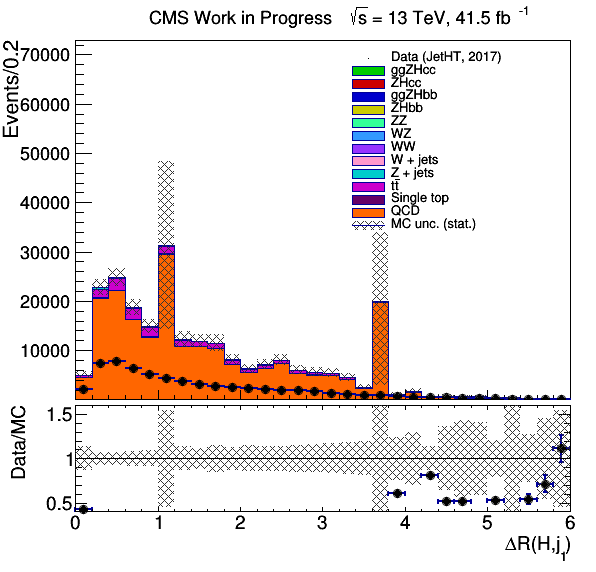 CMS Work in Progress √s = 13 TeV, 41.5 fb⁻¹
Events/0.2
70000
60000
50000
40000
30000
20000
10000
Data (JetHT, 2017)
ggZHcc
ZHcc
ggZHbb
ZHbb
ZZ
WZ
WW
W + jets
Z + jets
tt̄
Single top
QCD
MC unc. (stat.)
Data/MC
1.5
1
0.5
0 1 2 3 4 5 6
ΔR(H,j₁)